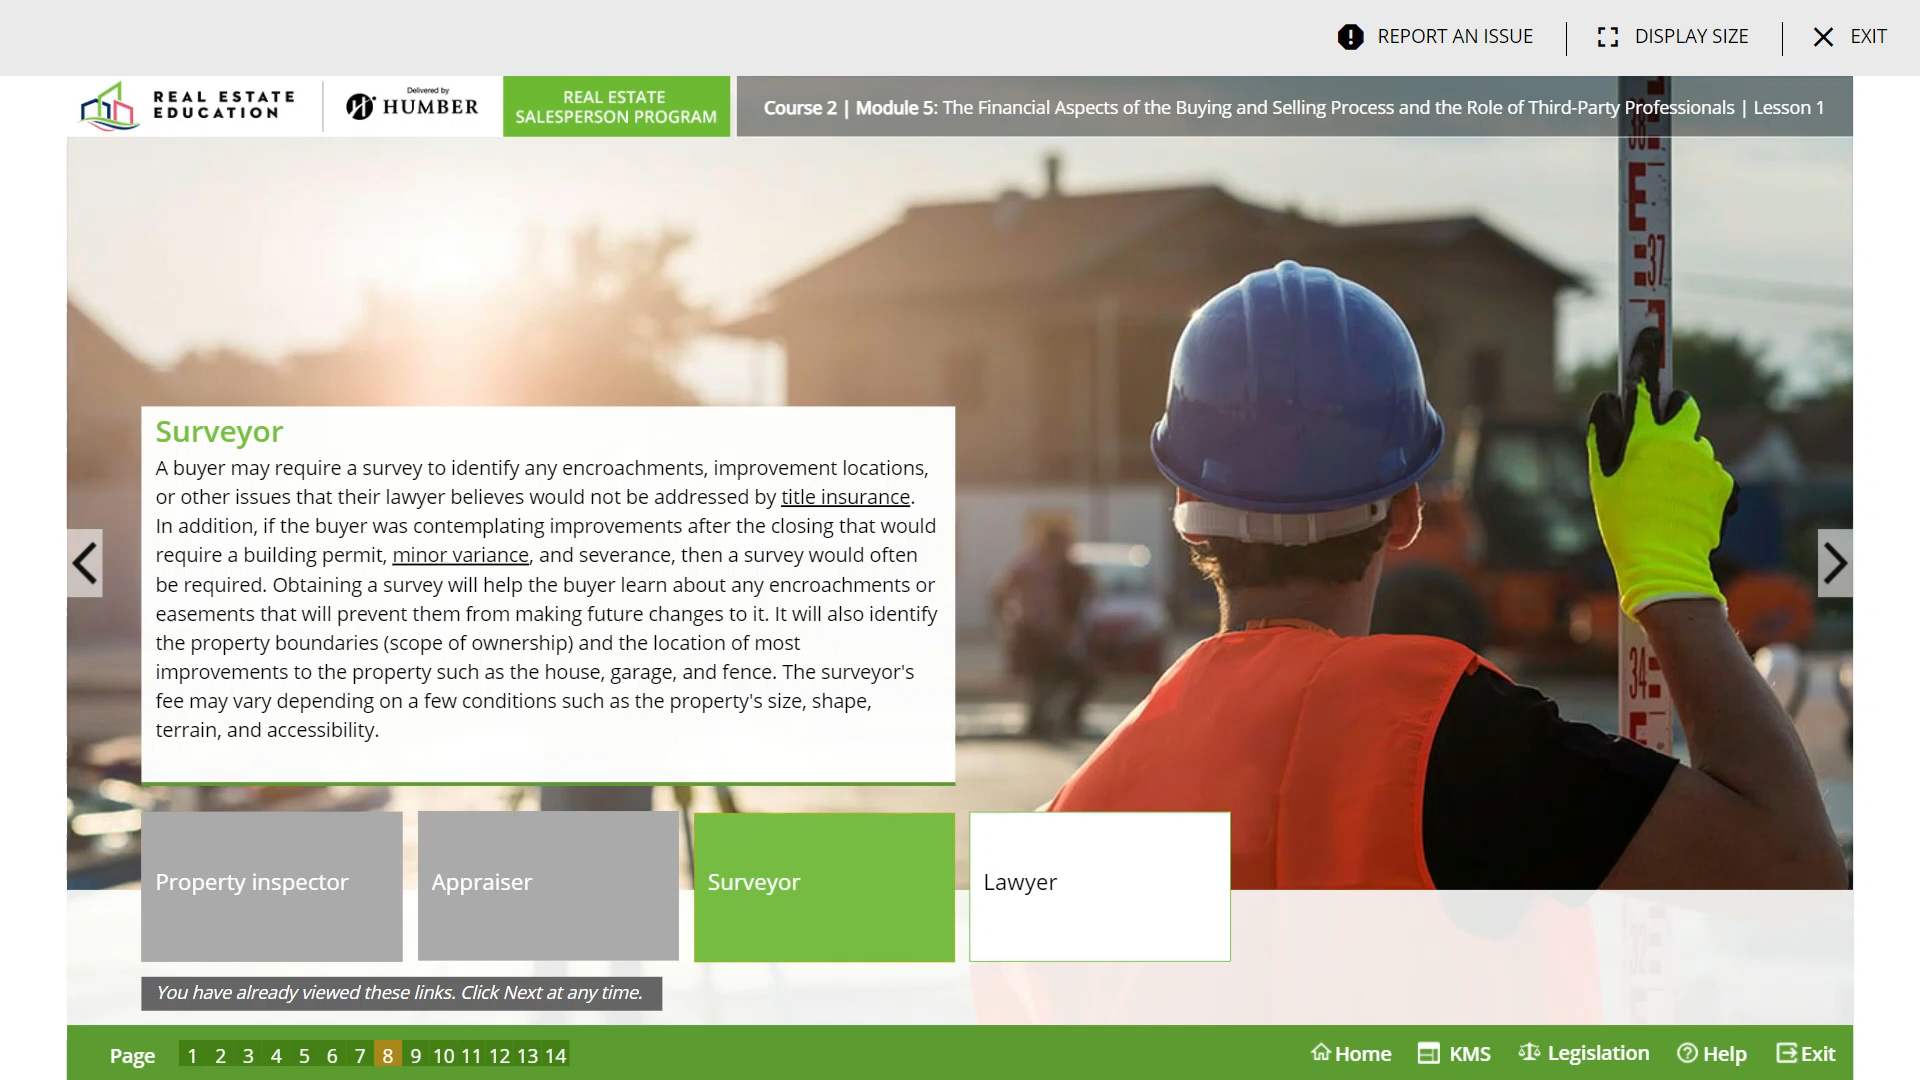 REPORT AN ISSUE
DISPLAY SIZE
EXIT
REAL ESTATE
EDUCATION
Delivered by
HUMBER
REAL ESTATE
SALESPERSON PROGRAM
Course 2 | Module 5: The Financial Aspects of the Buying and Selling Process and the Role of Third-Party Professionals | Lesson 1
38
37
34
32
Surveyor
A buyer may require a survey to identify any encroachments, improvement locations,
or other issues that their lawyer believes would not be addressed by title insurance.
In addition, if the buyer was contemplating improvements after the closing that would
require a building permit, minor variance, and severance, then a survey would often
be required. Obtaining a survey will help the buyer learn about any encroachments or
easements that will prevent them from making future changes to it. It will also identify
the property boundaries (scope of ownership) and the location of most
improvements to the property such as the house, garage, and fence. The surveyor's
fee may vary depending on a few conditions such as the property's size, shape,
terrain, and accessibility.
Property inspector
Appraiser
Surveyor
Lawyer
You have already viewed these links. Click Next at any time.
Page 1 2 3 4 5 6 7 8 9 10 11 12 13 14
Home
KMS
Legislation
Help
Exit